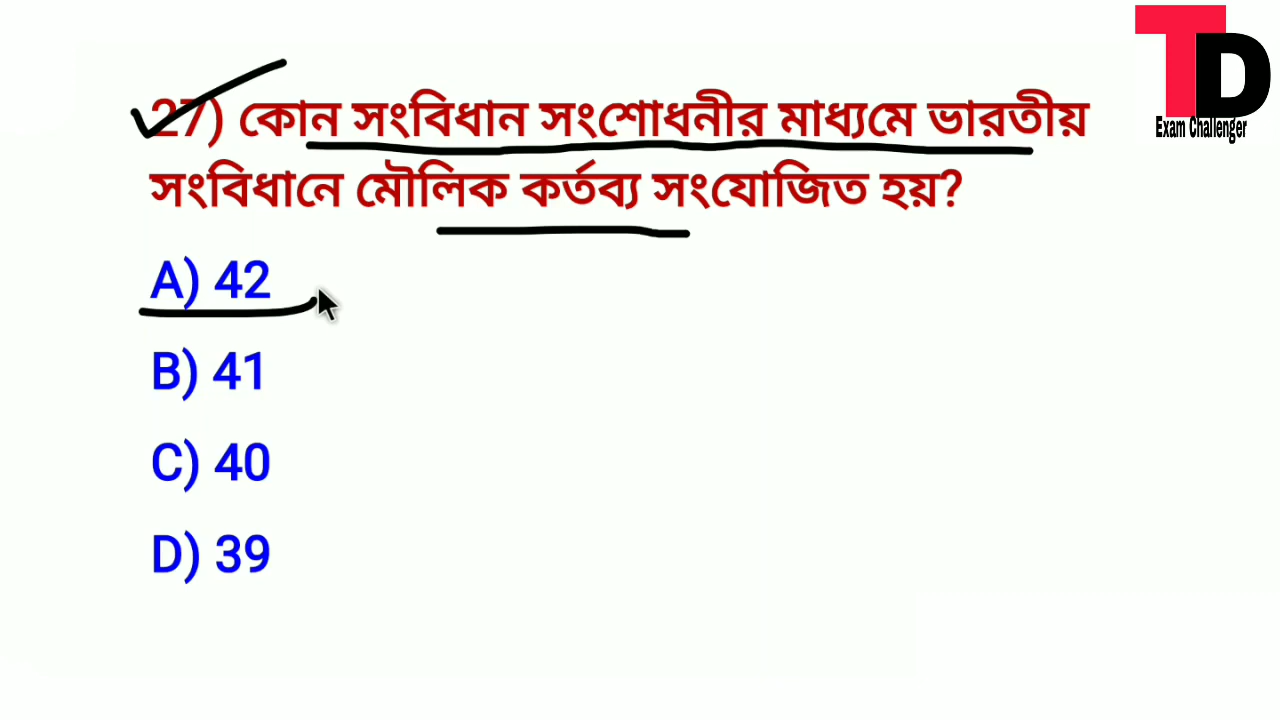 TD
Exam Challenger
27) কোন সংবিধান সংশোধনীর মাধ্যমে ভারতীয়
সংবিধানে মৌলিক কর্তব্য সংযোজিত হয়?
A) 42
B) 41
C) 40
D) 39